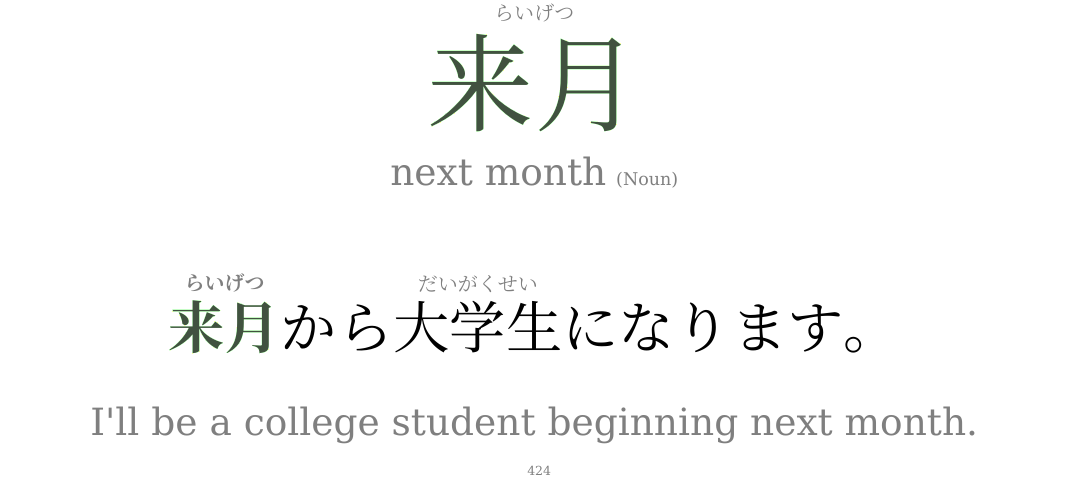 らいげつ
来月
next month (Noun)
らいげつ だいがくせい
来月から大学生になります。
I'll be a college student beginning next month.
424